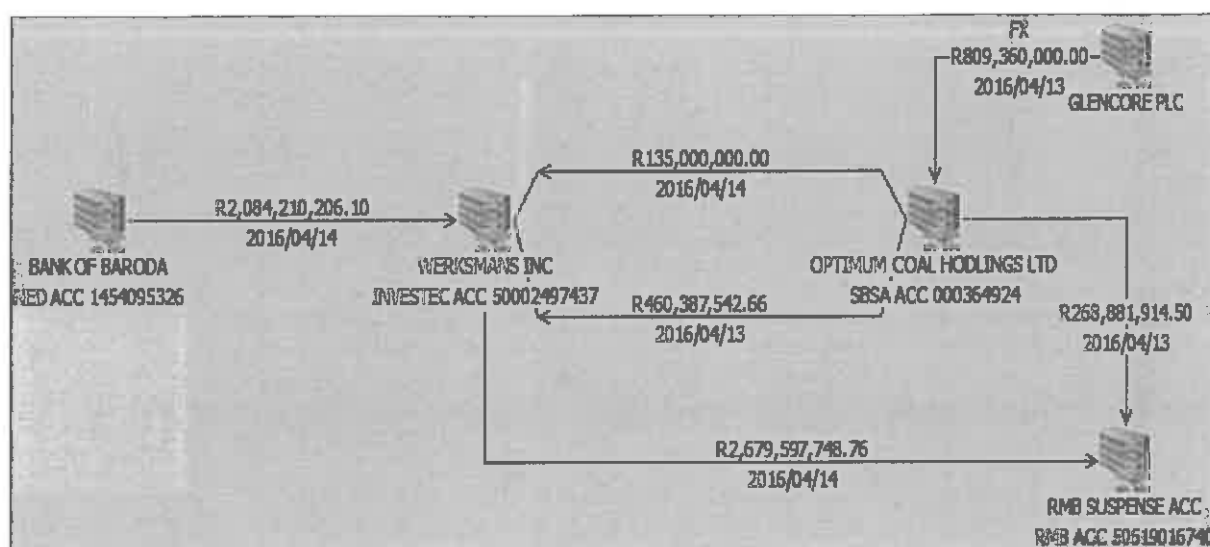 FX
R809,360,000.00
2016/04/13
GLENCORE PLC
R135,000,000.00
2016/04/14
R2,084,210,206.10
2016/04/14
BANK OF BARODA
NED ACC 1454095326
WERKSMANS INC
INVESTEC ACC 50002497437
OPTIMUM COAL HODLINGS LTD
SBSA ACC 000364924
R460,387,542.66
2016/04/13
R268,881,914.50
2016/04/13
R2,679,597,748.76
2016/04/14
RMB SUSPENSE ACC
RMB ACC 50519016740